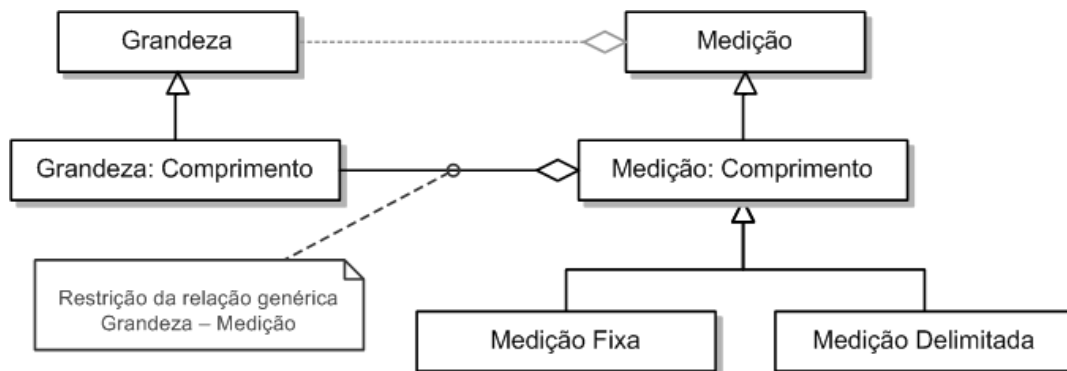 Grandeza
Medição
Grandeza: Comprimento
Medição: Comprimento
Restrição da relação genérica
Grandeza – Medição
Medição Fixa
Medição Delimitada